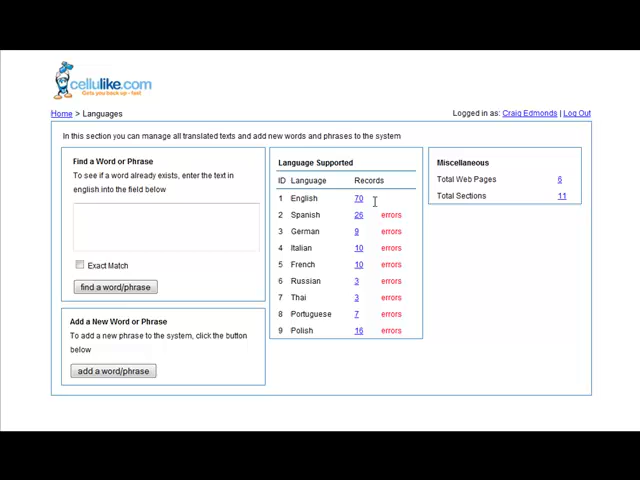 cellulike.com
Gets you back up - fast
Home > Languages
Logged in as: Craig Edmonds | Log Out
In this section you can manage all translated texts and add new words and phrases to the system
Find a Word or Phrase
To see if a word already exists, enter the text in
english into the field below
Exact Match
find a word/phrase
Add a New Word or Phrase
To add a new phrase to the system, click the button
below
add a word/phrase
Language Supported
ID Language Records
1 English 70
2 Spanish 26 errors
3 German 9 errors
4 Italian 10 errors
5 French 10 errors
6 Russian 3 errors
7 Thai 3 errors
8 Portuguese 7 errors
9 Polish 16 errors
Miscellaneous
Total Web Pages 6
Total Sections 11